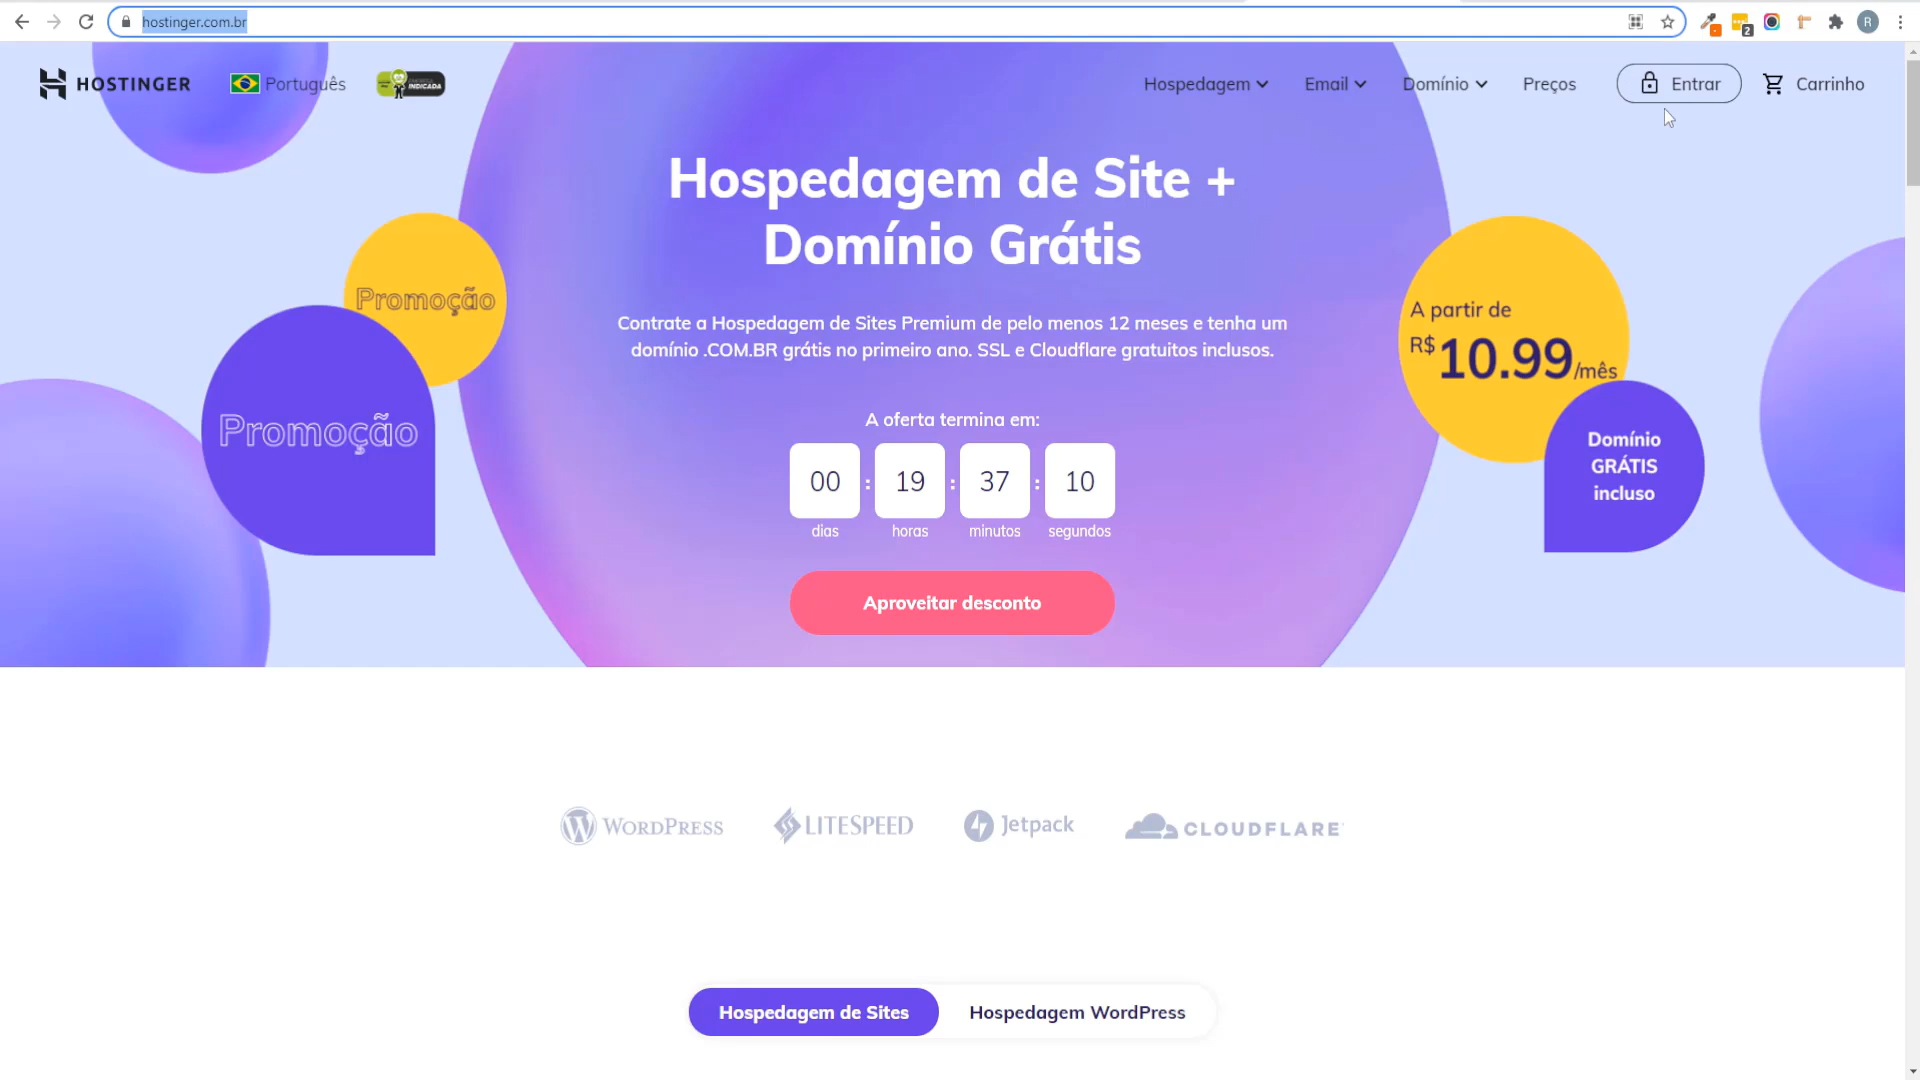 hostinger.com.br
2
R
HOSTINGER
Português
INDICADA
Hospedagem
Email
Domínio
Preços
Entrar
Carrinho
Hospedagem de Site +
Domínio Grátis
Contrate a Hospedagem de Sites Premium de pelo menos 12 meses e tenha um
domínio .COM.BR grátis no primeiro ano. SSL e Cloudflare gratuitos inclusos.
Promoção
Promoção
A partir de
R$ 10.99/mês
Domínio
GRÁTIS
incluso
A oferta termina em:
00 : 19 : 37 : 10
dias horas minutos segundos
Aproveitar desconto
WORDPRESS
LITESPEED
Jetpack
CLOUDFLARE
Hospedagem de Sites
Hospedagem WordPress